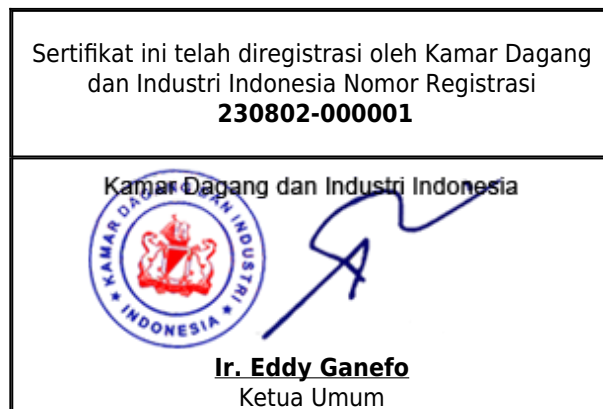 Sertifikat ini telah diregistrasi oleh Kamar Dagang
dan Industri Indonesia Nomor Registrasi
230802-000001
Kamar Dagang dan Industri Indonesia
KAMAR DAGANG DAN INDUSTRI
INDONESIA
Ir. Eddy Ganefo
Ketua Umum